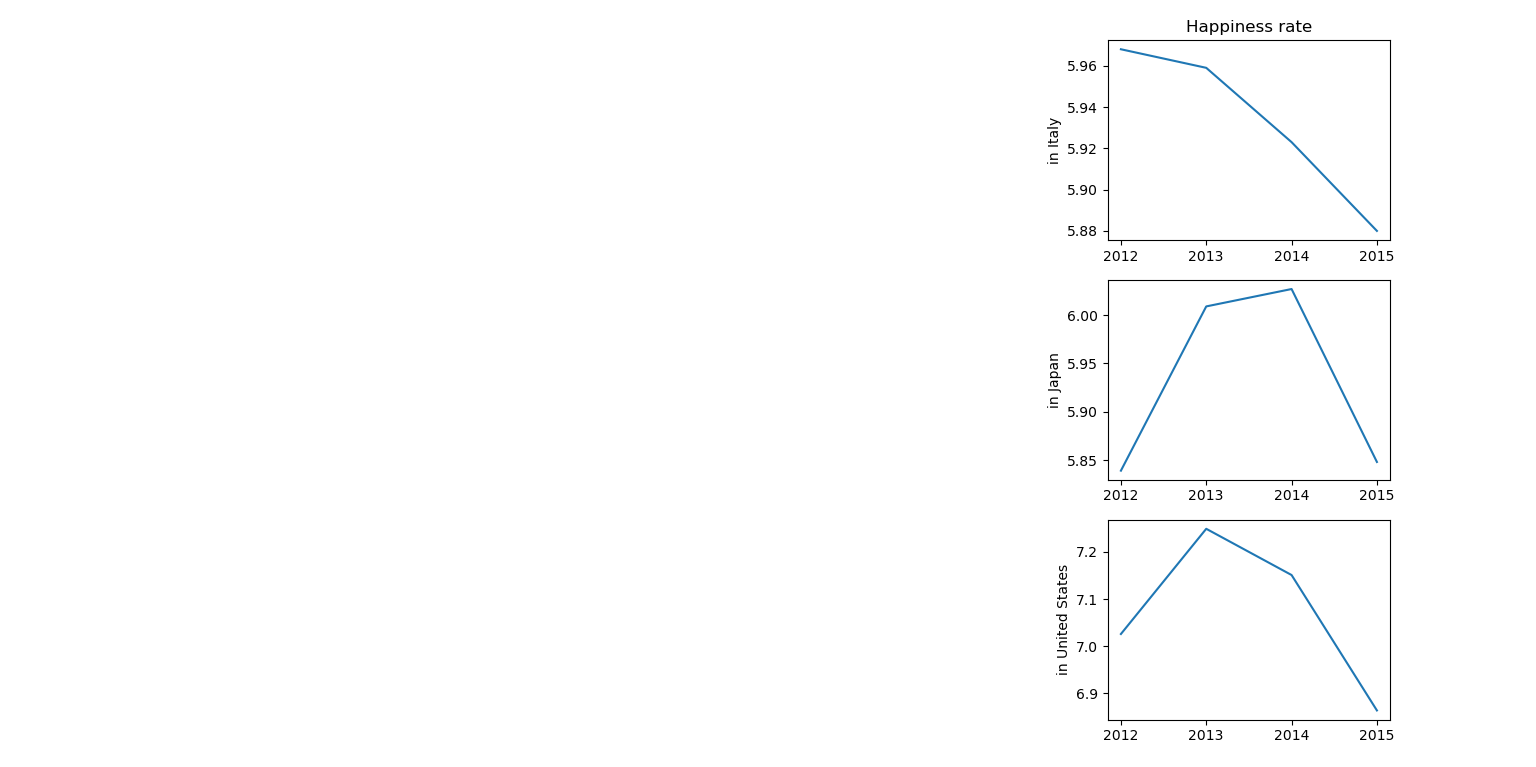 Happiness rate
in Italy
5.96
5.94
5.92
5.90
5.88
2012 2013 2014 2015
in Japan
6.00
5.95
5.90
5.85
2012 2013 2014 2015
in United States
7.2
7.1
7.0
6.9
2012 2013 2014 2015